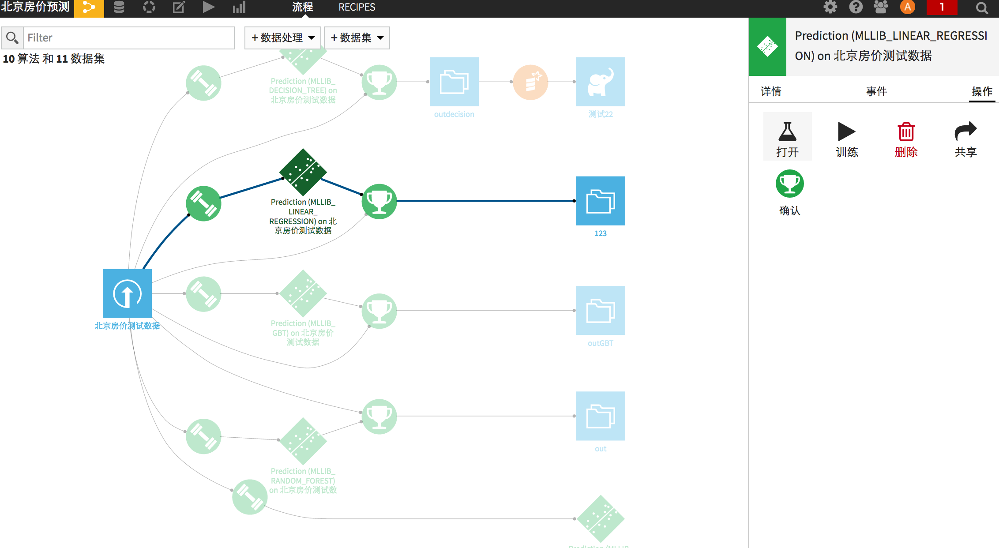 北京房价预测
流程
RECIPES
A
1
Filter
+ 数据处理
+ 数据集
10 算法 和 11 数据集
Prediction (MLLIB_
DECISION_TREE) on
北京房价测试数据
outdecision
测试22
Prediction (MLLIB_
LINEAR_
REGRESSION) on 北
京房价测试数据
123
北京房价测试数据
Prediction (MLLIB_
GBT) on 北京房价
测试数据
outGBT
out
Prediction (MLLIB_
RANDOM_FOREST)
on 北京房价测试数
Prediction (MLLIB
Prediction (MLLIB_LINEAR_REGRESSI
ON) on 北京房价测试数据
详情
事件
操作
打开
训练
删除
共享
确认